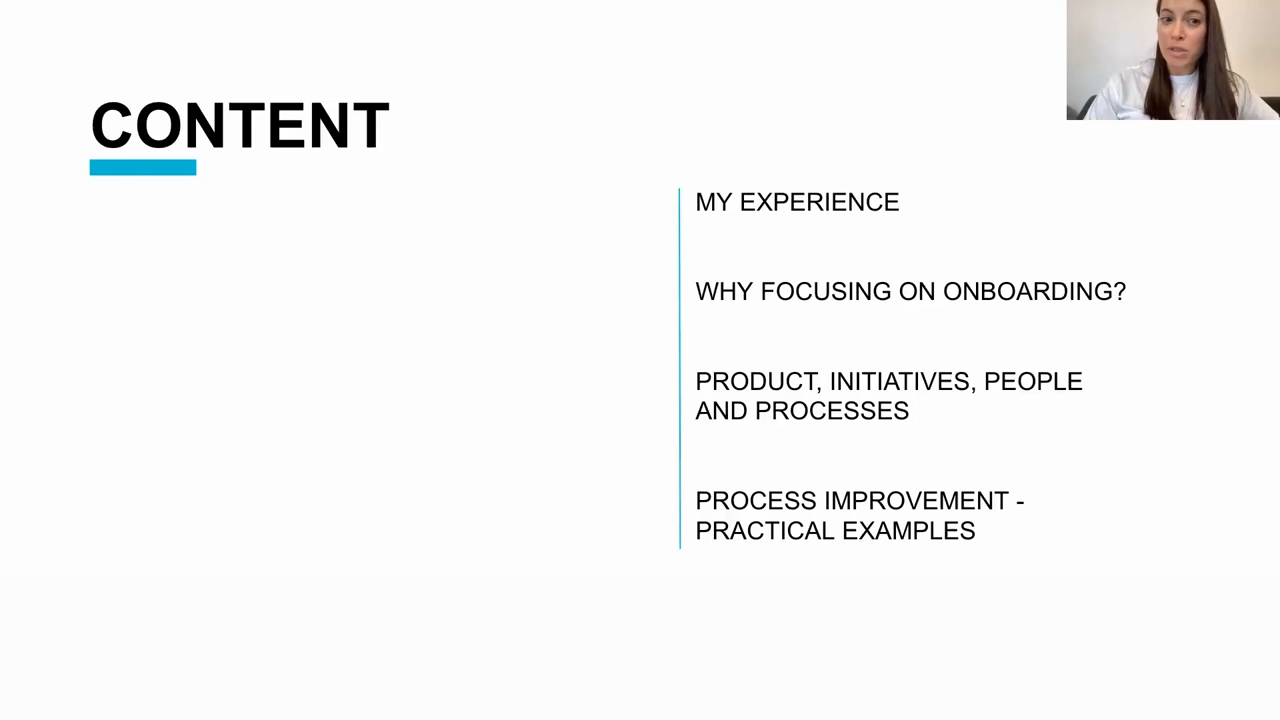 CONTENT
MY EXPERIENCE
WHY FOCUSING ON ONBOARDING?
PRODUCT, INITIATIVES, PEOPLE
AND PROCESSES
PROCESS IMPROVEMENT -
PRACTICAL EXAMPLES